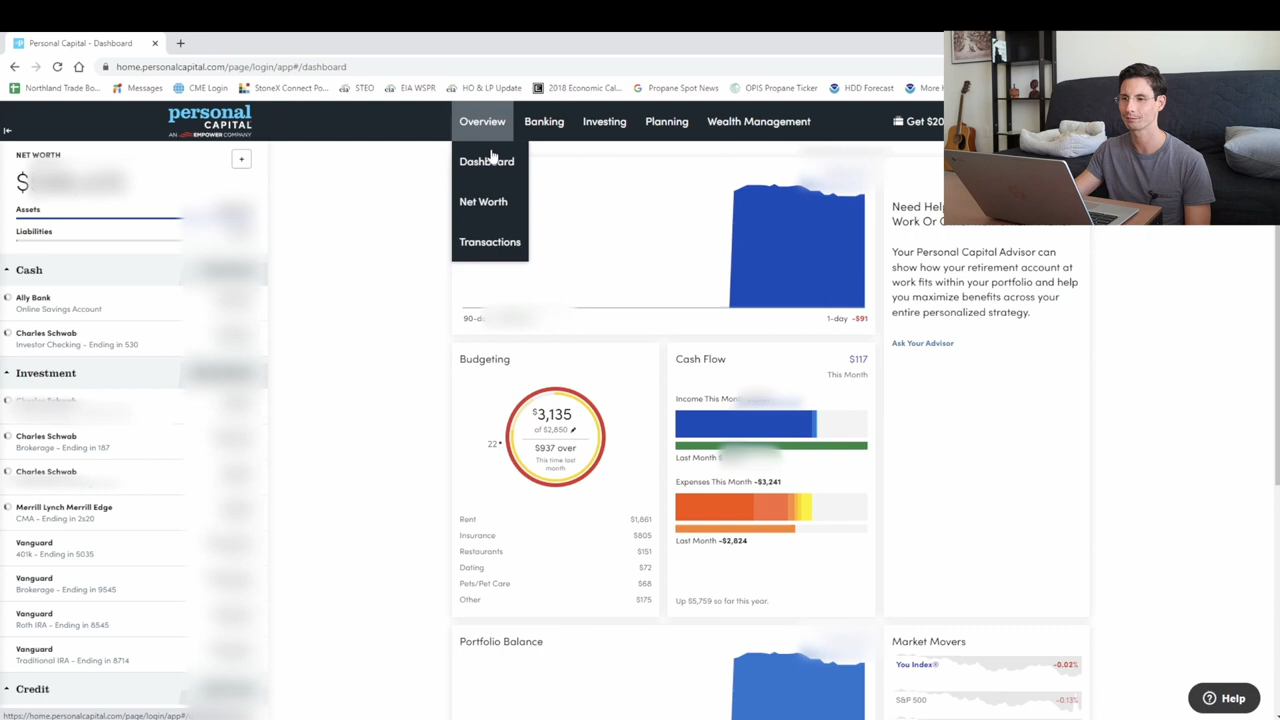 Personal Capital - Dashboard
home.personalcapital.com/page/login/app#/dashboard
Northland Trade Bo...
Messages
CME Login
StoneX Connect Po...
STEO
EIA WSPR
HO & LP Update
2018 Economic Cal...
Propane Spot News
OPIS Propane Ticker
HDD Forecast
More
personal
CAPITAL
AN EMPOWER COMPANY
Overview
Banking
Investing
Planning
Wealth Management
Get $20
Dashboard
Net Worth
Transactions
NET WORTH
+
$
Assets
Liabilities
Cash
Ally Bank
Online Savings Account
Charles Schwab
Investor Checking - Ending in 530
Investment
Charles Schwab
Charles Schwab
Brokerage - Ending in 187
Charles Schwab
Merrill Lynch Merrill Edge
CMA - Ending in 2s20
Vanguard
401k - Ending in 5035
Vanguard
Brokerage - Ending in 9545
Vanguard
Roth IRA - Ending in 8545
Vanguard
Traditional IRA - Ending in 8714
Credit
https://home.personalcapital.com/page/login/app#/
1-day -$91
Budgeting
$3,135
of $2,850
$937 over
This time last
month
22
Rent $1,861
Insurance $805
Restaurants $151
Dating $72
Pets/Pet Care $68
Other $175
Cash Flow $117
This Month
Income This Mon
Last Month $
Expenses This Month -$3,241
Last Month -$2,824
Up $5,759 so far this year.
Need Hel
Work Or
Your Personal Capital Advisor can
show how your retirement account at
work fits within your portfolio and help
you maximize benefits across your
entire personalized strategy.
Ask Your Advisor
Portfolio Balance
Market Movers
You Index® -0.02%
S&P 500 -0.13%
Help